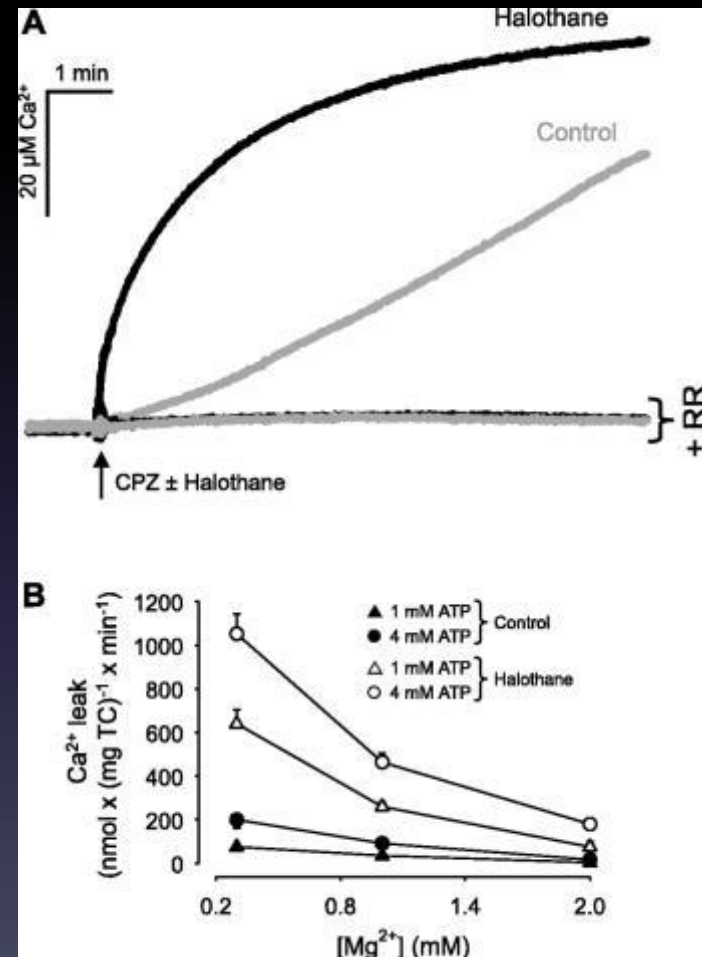 A
Halothane
1 min
20 µM Ca²⁺
Control
+ RR
CPZ ± Halothane
B
Ca²⁺ leak
(nmol x (mg TC)⁻¹ x min⁻¹)
1200
1000
800
600
400
200
0
1 mM ATP
4 mM ATP
Control
1 mM ATP
4 mM ATP
Halothane
0.2 0.8 1.4 2.0
[Mg²⁺] (mM)